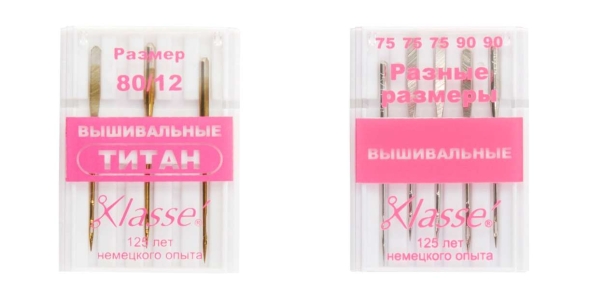 Размер
80/12
ВЫШИВАЛЬНЫЕ
ТИТАН
Klasse'
125 лет
немецкого опыта
75 75 75 90 90
Разные
размеры
ВЫШИВАЛЬНЫЕ
Klasse'®
125 лет
немецкого опыта